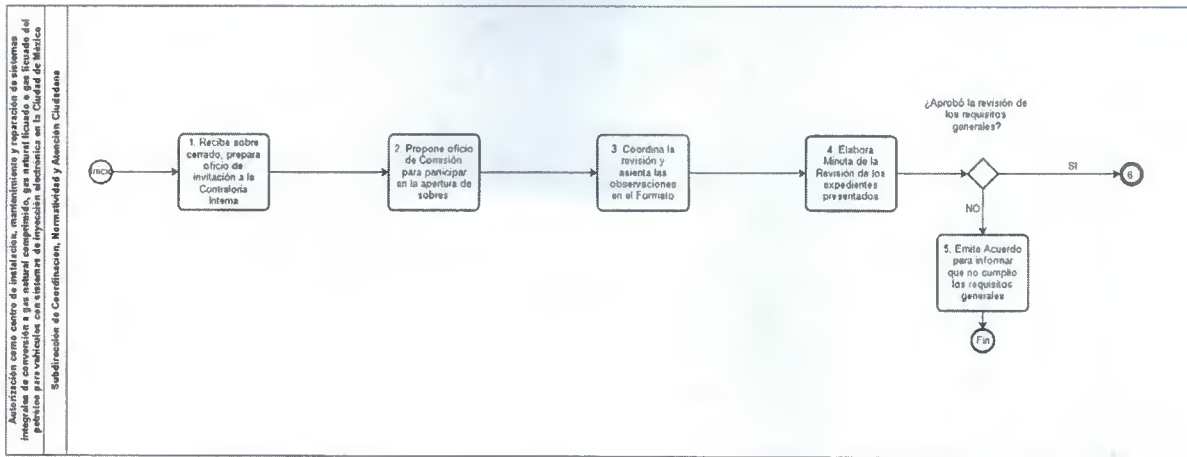 Autorización como centro de instalación, mantenimiento y reparación de sistemas
integrales de conversión a gas natural comprimido, gas natural licuado o gas licuado del
petróleo para vehículos con sistemas de inyección electrónica en la Ciudad de México
Subdirección de Coordinación, Normatividad y Atención Ciudadana
Inicio
1. Recibe sobre
cerrado, prepara
oficio de
invitación a la
Contraloría
Interna
2. Propone oficio
de Comisión
para participar
en la apertura de
sobres
3. Coordina la
revisión y
asienta las
observaciones
en el Formato
4. Elabora
Minuta de la
Revisión de los
expedientes
presentados
¿Aprobó la revisión de
los requisitos
generales?
SI
6
NO
5. Emite Acuerdo
para informar
que no cumplio
los requisitos
generales
Fin